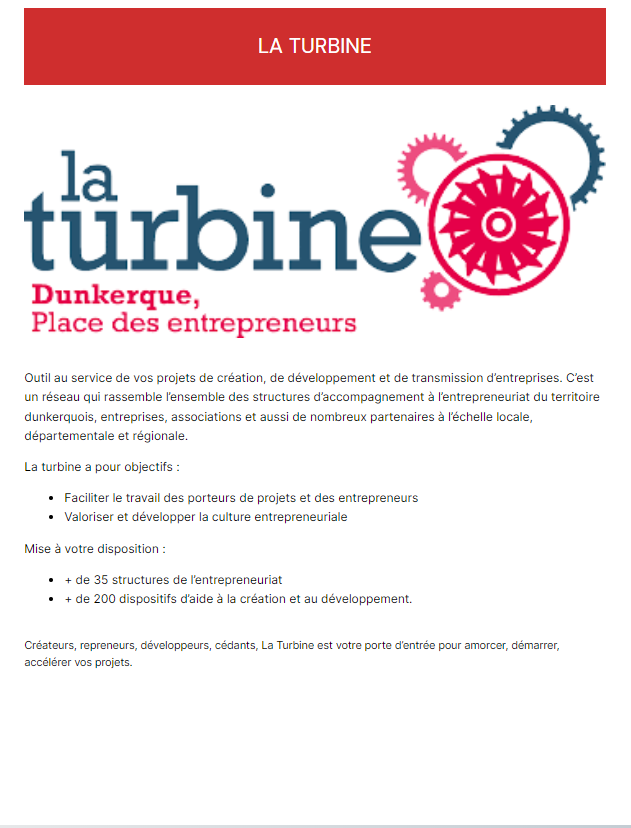 LA TURBINE
la
turbine
Dunkerque,
Place des entrepreneurs
Outil au service de vos projets de création, de développement et de transmission d’entreprises. C’est
un réseau qui rassemble l’ensemble des structures d’accompagnement à l’entrepreneuriat du territoire
dunkerquois, entreprises, associations et aussi de nombreux partenaires à l’échelle locale,
départementale et régionale.
La turbine a pour objectifs :
• Faciliter le travail des porteurs de projets et des entrepreneurs
• Valoriser et développer la culture entrepreneuriale
Mise à votre disposition :
• + de 35 structures de l’entrepreneuriat
• + de 200 dispositifs d’aide à la création et au développement.
Créateurs, repreneurs, développeurs, cédants, La Turbine est votre porte d’entrée pour amorcer, démarrer,
accélérer vos projets.